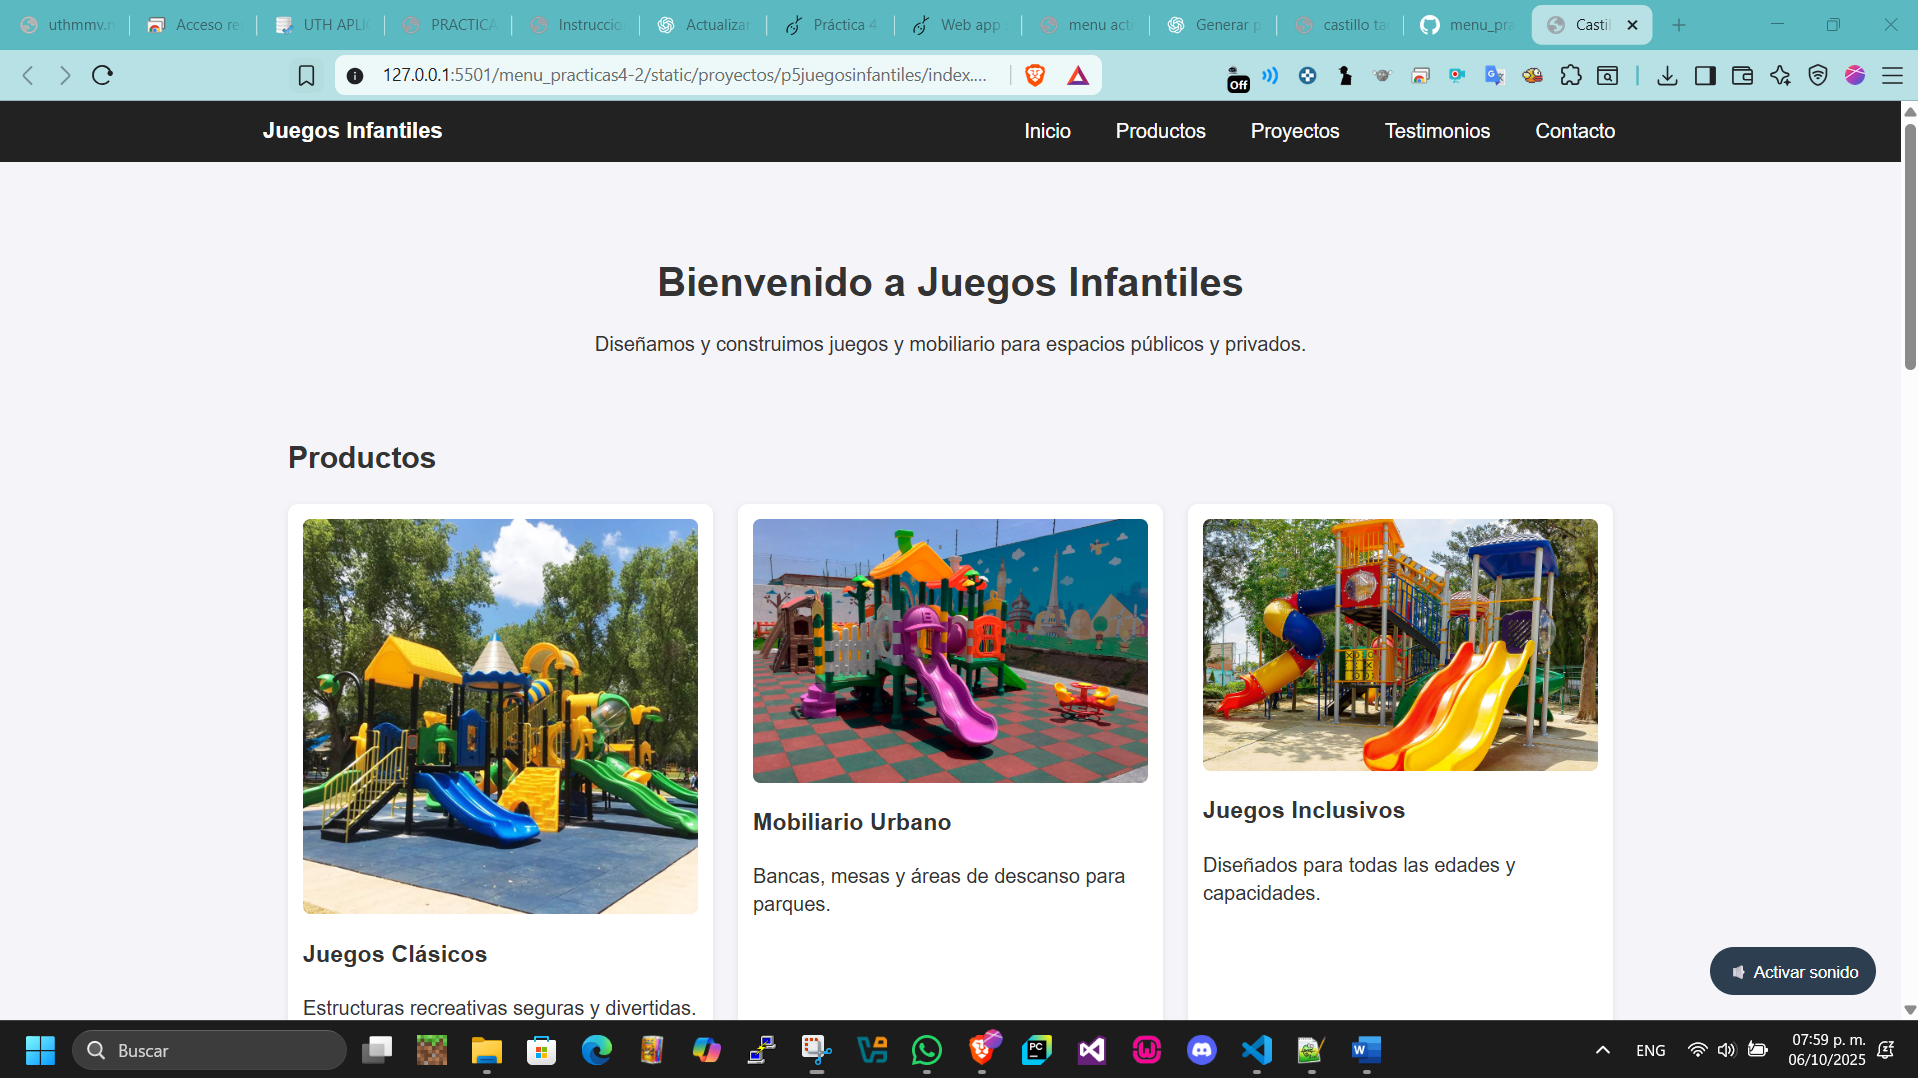 uthmmv.n
Acceso re
UTH APLI
PRACTICA
Instruccio
Actualizar
Práctica 4
Web app
menu act
Generar p
castillo ta
menu_pra
Casti
127.0.0.1:5501/menu_practicas4-2/static/proyectos/p5juegosinfantiles/index....
Off
Juegos Infantiles
Inicio
Productos
Proyectos
Testimonios
Contacto
Bienvenido a Juegos Infantiles
Diseñamos y construimos juegos y mobiliario para espacios públicos y privados.
Productos
Juegos Clásicos
Estructuras recreativas seguras y divertidas.
Mobiliario Urbano
Bancas, mesas y áreas de descanso para
parques.
Juegos Inclusivos
Diseñados para todas las edades y
capacidades.
Activar sonido
Buscar
ENG
07:59 p. m.
06/10/2025